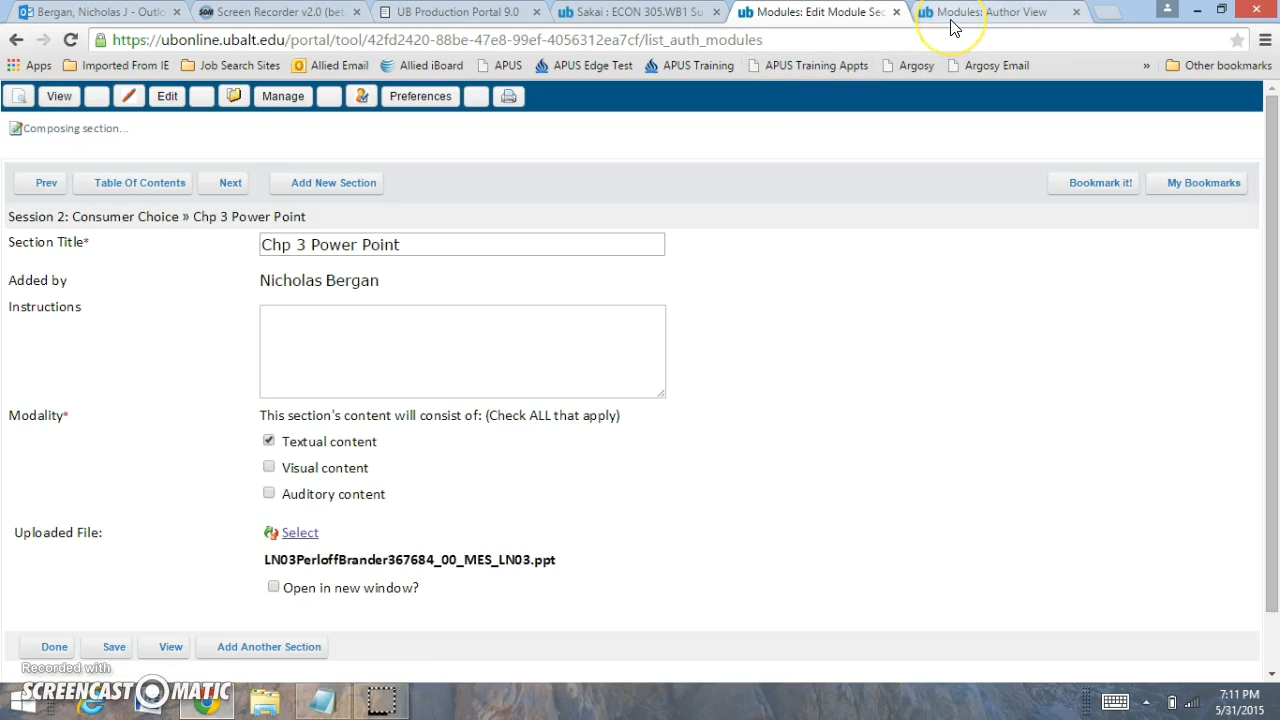 Bergan, Nicholas J - Outlo
Screen Recorder v2.0 (bet
UB Production Portal 9.0
ub Sakai : ECON 305.WB1 Su
ub Modules: Edit Module Sec
ub Modules: Author View
https://ubonline.ubalt.edu/portal/tool/42fd2420-88be-47e8-99ef-4056312ea7cf/list_auth_modules
Apps Imported From IE Job Search Sites Allied Email Allied iBoard APUS APUS Edge Test APUS Training APUS Training Appts Argosy Argosy Email » Other bookmarks
View Edit Manage Preferences
Composing section...
Prev Table Of Contents Next Add New Section Bookmark it! My Bookmarks
Session 2: Consumer Choice » Chp 3 Power Point
Section Title* Chp 3 Power Point
Added by Nicholas Bergan
Instructions
Modality* This section's content will consist of: (Check ALL that apply)
Textual content
Visual content
Auditory content
Uploaded File: Select
LN03PerloffBrander367684_00_MES_LN03.ppt
Open in new window?
Done Save View Add Another Section
Recorded with
SCREENCAST O MATIC
7:11 PM
5/31/2015